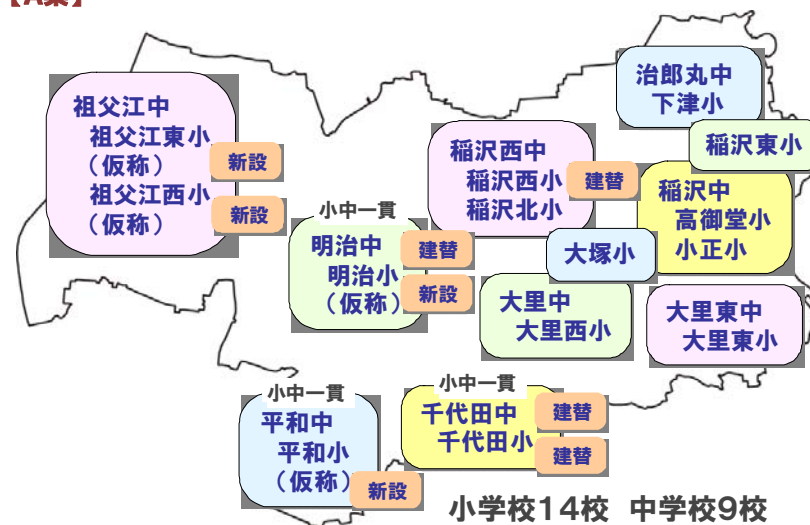 【A案】
治郎丸中
下津小
稲沢東小
祖父江中
祖父江東小
（仮称）
新設
祖父江西小
（仮称）
新設
稲沢西中
稲沢西小
建替
稲沢北小
稲沢中
高御堂小
小正小
小中一貫
明治中
建替
明治小
（仮称）
新設
大塚小
大里中
大里西小
大里東中
大里東小
小中一貫
平和中
平和小
（仮称）
新設
小中一貫
千代田中
建替
千代田小
建替
小学校14校 中学校9校